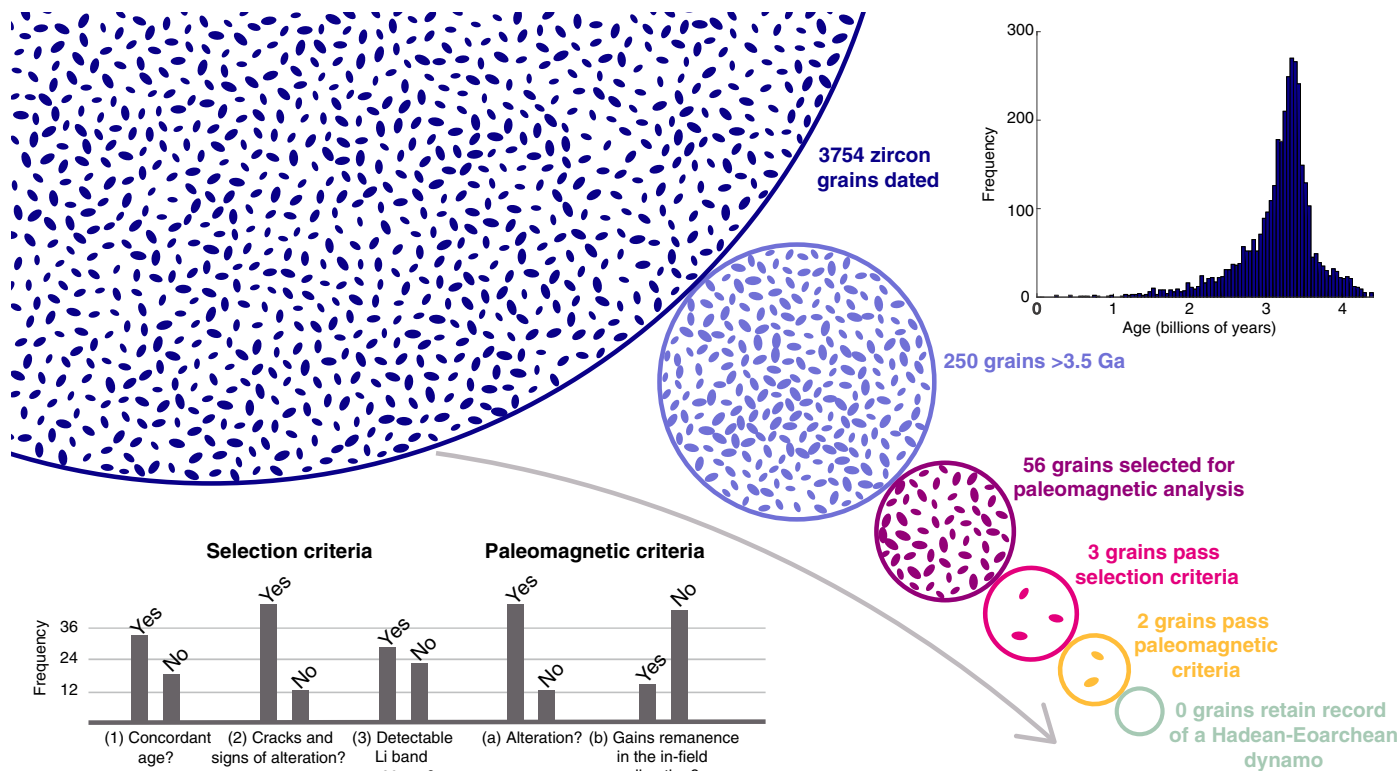 300
200
100
0
Frequency
0
1
2
3
4
Age (billions of years)
3754 zircon
grains dated
250 grains >3.5 Ga
56 grains selected for
paleomagnetic analysis
3 grains pass
selection criteria
2 grains pass
paleomagnetic
criteria
0 grains retain record
of a Hadean-Eoarchean
dynamo
Selection criteria
Paleomagnetic criteria
Frequency
36
24
12
Yes
No
Yes
No
Yes
No
Yes
No
Yes
No
(1) Concordant
age?
(2) Cracks and
signs of alteration?
(3) Detectable
Li band
(a) Alteration?
(b) Gains remanence
in the in-field